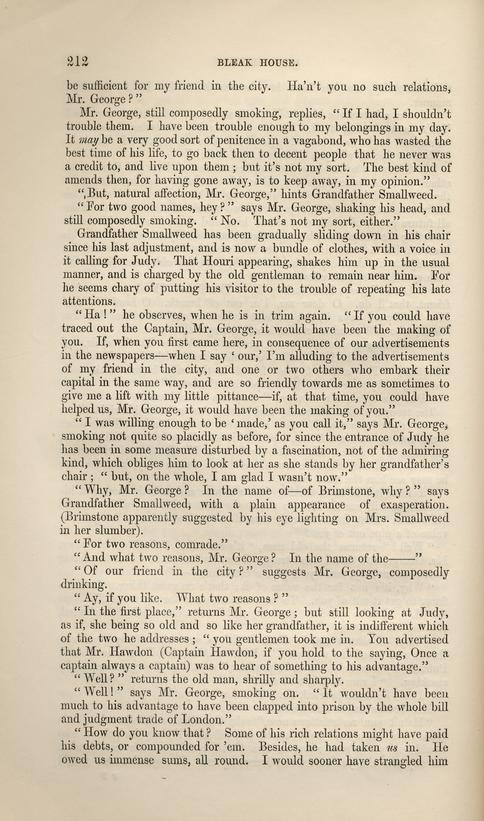 212 BLEAK HOUSE.
be sufficient for my friend in the city. Ha'n't you no such relations,
Mr. George?"
Mr. George, still composedly smoking, replies, "If I had, I shouldn't
trouble them. I have been trouble enough to my belongings in my day.
It may be a very good sort of penitence in a vagabond, who has wasted the
best time of his life, to go back then to decent people that he never was
a credit to, and live upon them; but it's not my sort. The best kind of
amends then, for having gone away, is to keep away, in my opinion."
"But, natural affection, Mr. George," hints Grandfather Smallweed.
"For two good names, hey?" says Mr. George, shaking his head, and
still composedly smoking. "No. That's not my sort, either."
Grandfather Smallweed has been gradually sliding down in his chair
since his last adjustment, and is now a bundle of clothes, with a voice in
it calling for Judy. That Houri appearing, shakes him up in the usual
manner, and is charged by the old gentleman to remain near him. For
he seems chary of putting his visitor to the trouble of repeating his late
attentions.
"Ha!" he observes, when he is in trim again. "If you could have
traced out the Captain, Mr. George, it would have been the making of
you. If, when you first came here, in consequence of our advertisements
in the newspapers—when I say 'our,' I'm alluding to the advertisements
of my friend in the city, and one or two others who embark their
capital in the same way, and are so friendly towards me as sometimes to
give me a lift with my little pittance—if, at that time, you could have
helped us, Mr. George, it would have been the making of you."
"I was willing enough to be 'made,' as you call it," says Mr. George,
smoking not quite so placidly as before, for since the entrance of Judy he
has been in some measure disturbed by a fascination, not of the admiring
kind, which obliges him to look at her as she stands by her grandfather's
chair; "but, on the whole, I am glad I wasn't now."
"Why, Mr. George? In the name of—of Brimstone, why?" says
Grandfather Smallweed, with a plain appearance of exasperation.
(Brimstone apparently suggested by his eye lighting on Mrs. Smallweed
in her slumber).
"For two reasons, comrade."
"And what two reasons, Mr. George? In the name of the——"
"Of our friend in the city?" suggests Mr. George, composedly
drinking.
"Ay, if you like. What two reasons?"
"In the first place," returns Mr. George; but still looking at Judy,
as if, she being so old and so like her grandfather, it is indifferent which
of the two he addresses; "you gentlemen took me in. You advertised
that Mr. Hawdon (Captain Hawdon, if you hold to the saying, Once a
captain always a captain) was to hear of something to his advantage."
"Well?" returns the old man, shrilly and sharply.
"Well!" says Mr. George, smoking on. "It wouldn't have been
much to his advantage to have been clapped into prison by the whole bill
and judgment trade of London."
"How do you know that? Some of his rich relations might have paid
his debts, or compounded for 'em. Besides, he had taken us in. He
owed us immense sums, all round. I would sooner have strangled him